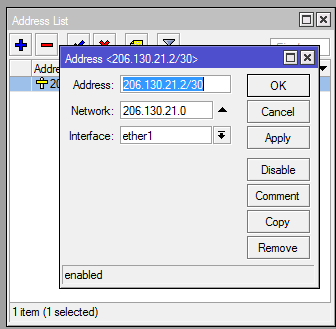 Address List
Address <206.130.21.2/30>
Address: 206.130.21.2/30 OK
Network: 206.130.21.0 Cancel
Interface: ether1 Apply
Disable
Comment
Copy
Remove
enabled
1 item (1 selected)